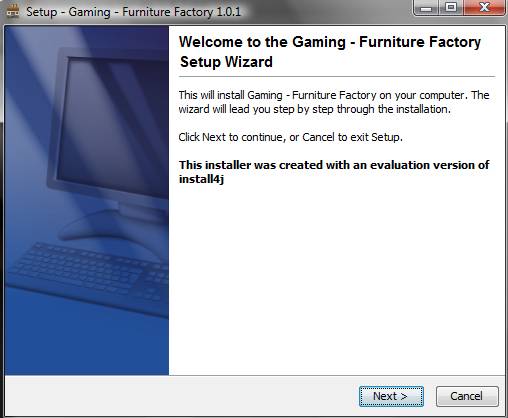 Setup - Gaming - Furniture Factory 1.0.1
Welcome to the Gaming - Furniture Factory
Setup Wizard
This will install Gaming - Furniture Factory on your computer. The
wizard will lead you step by step through the installation.
Click Next to continue, or Cancel to exit Setup.
This installer was created with an evaluation version of
install4j
Next >
Cancel